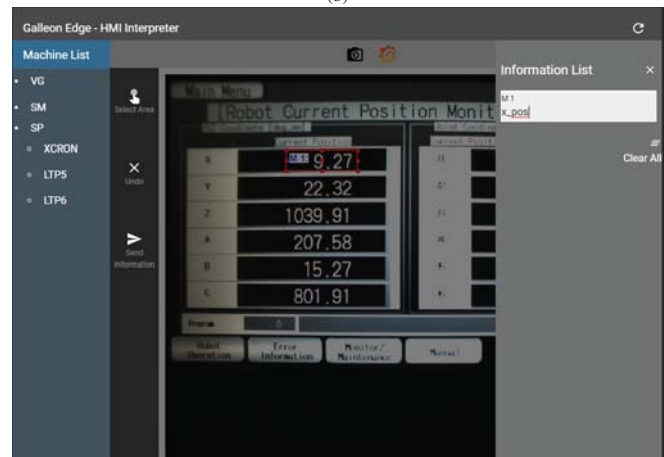 Galleon Edge - HMI Interpreter
Machine List
VG
SM
SP
XCRON
LTP5
LTP6
Select Area
Undo
Send
Information
Main Menu
[Robot Current Position Monit
Current Position
X
M 1
9.27
Y
22.32
Z
1039.91
A
207.58
B
15.27
C
801.91
Program
0
Robot
Operation
Error
Information
Monitor/
Maintenance
Manual
Information List
M 1
x_pos
Clear All